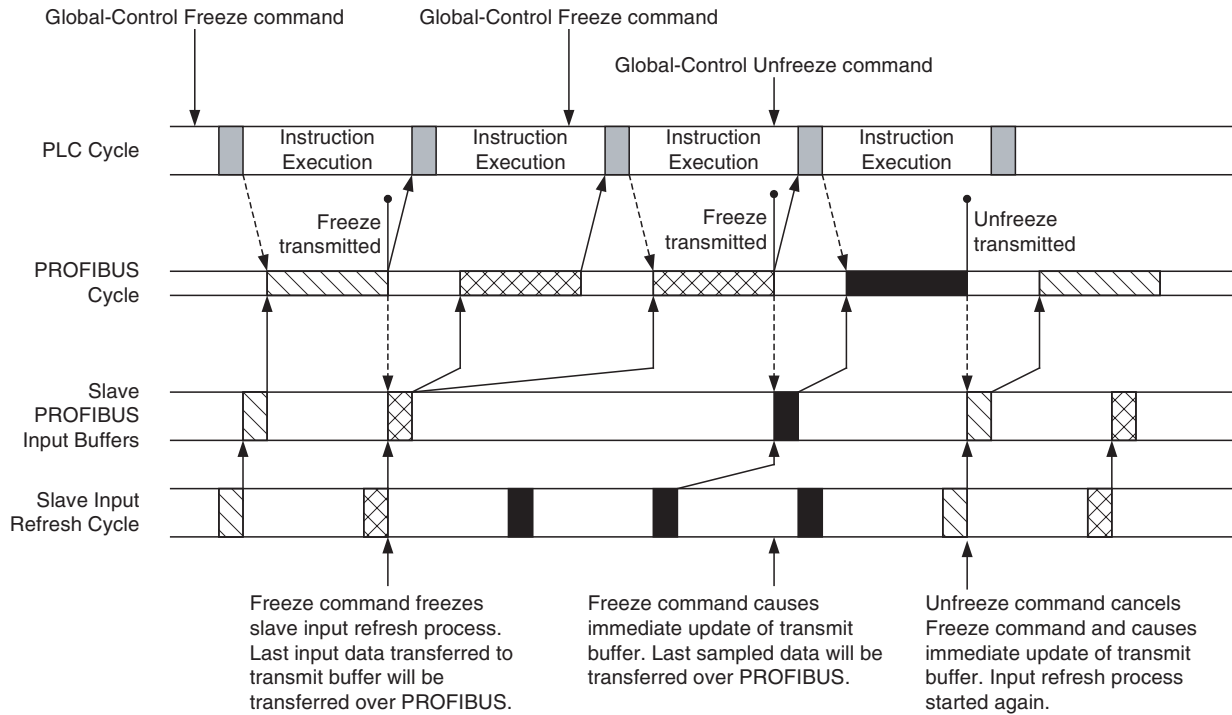 Global-Control Freeze command
Global-Control Freeze command
Global-Control Unfreeze command
PLC Cycle
Instruction
Execution
Instruction
Execution
Instruction
Execution
Instruction
Execution
Freeze
transmitted
Freeze
transmitted
Unfreeze
transmitted
PROFIBUS
Cycle
Slave
PROFIBUS
Input Buffers
Slave Input
Refresh Cycle
Freeze command freezes
slave input refresh process.
Last input data transferred to
transmit buffer will be
transferred over PROFIBUS.
Freeze command causes
immediate update of transmit
buffer. Last sampled data will be
transferred over PROFIBUS.
Unfreeze command cancels
Freeze command and causes
immediate update of transmit
buffer. Input refresh process
started again.